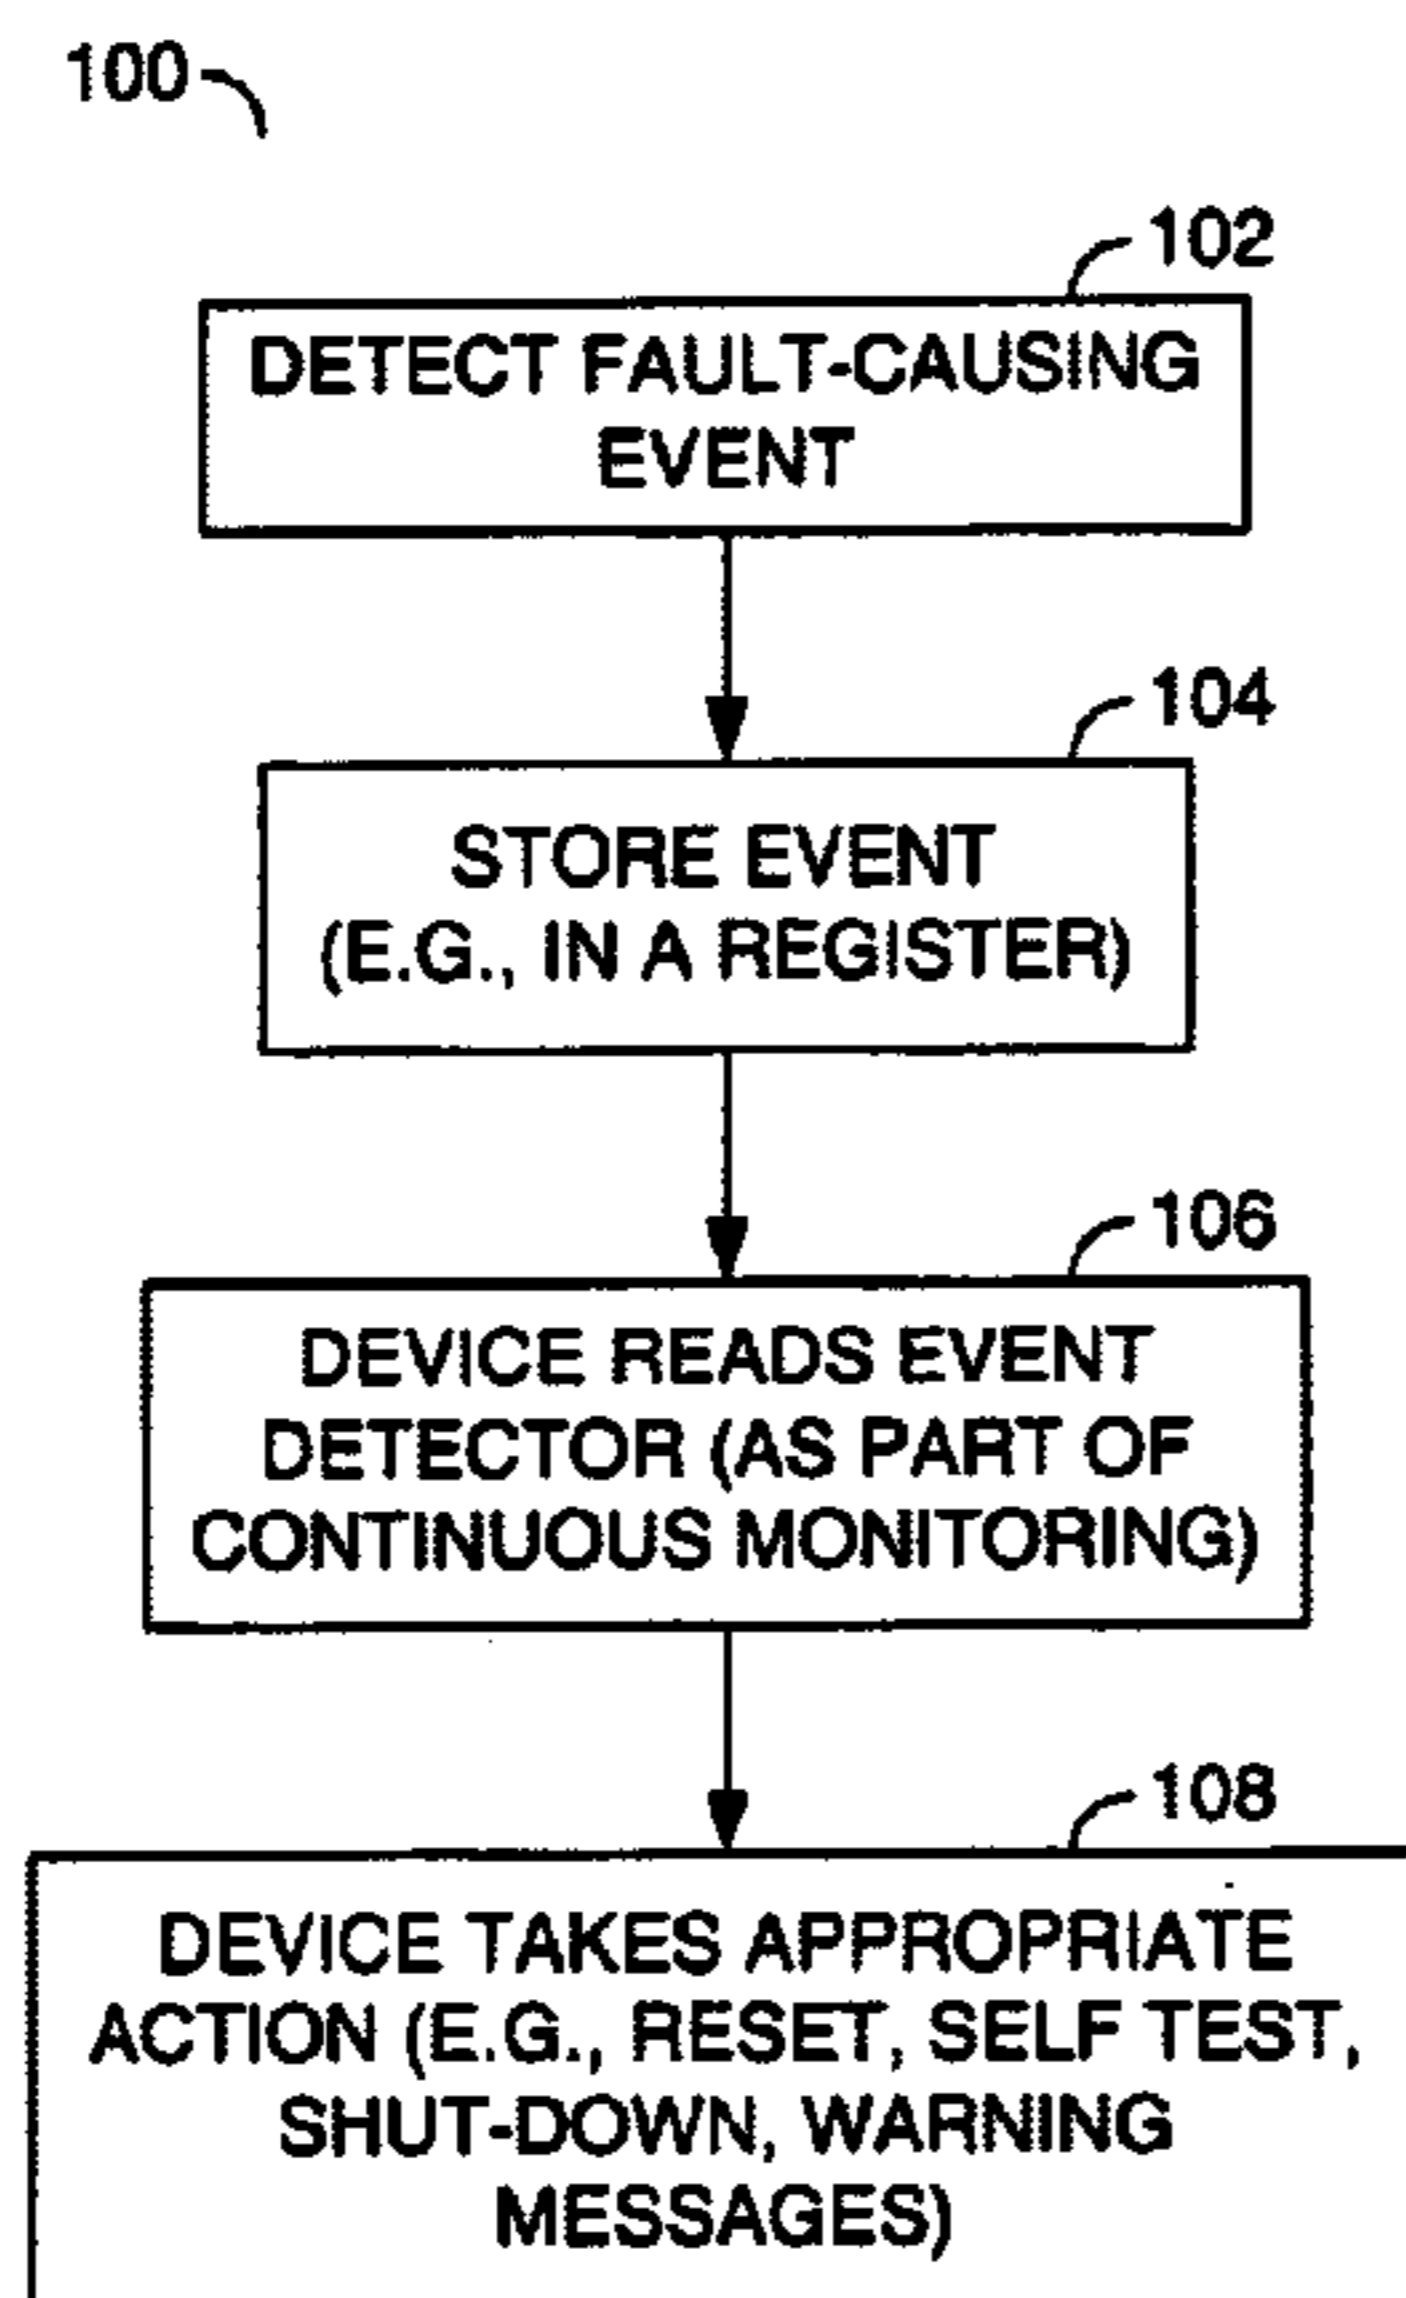 100
102
DETECT FAULT-CAUSING
EVENT
104
STORE EVENT
(E.G., IN A REGISTER)
106
DEVICE READS EVENT
DETECTOR (AS PART OF
CONTINUOUS MONITORING)
108
DEVICE TAKES APPROPRIATE
ACTION (E.G., RESET, SELF TEST,
SHUT-DOWN, WARNING
MESSAGES)